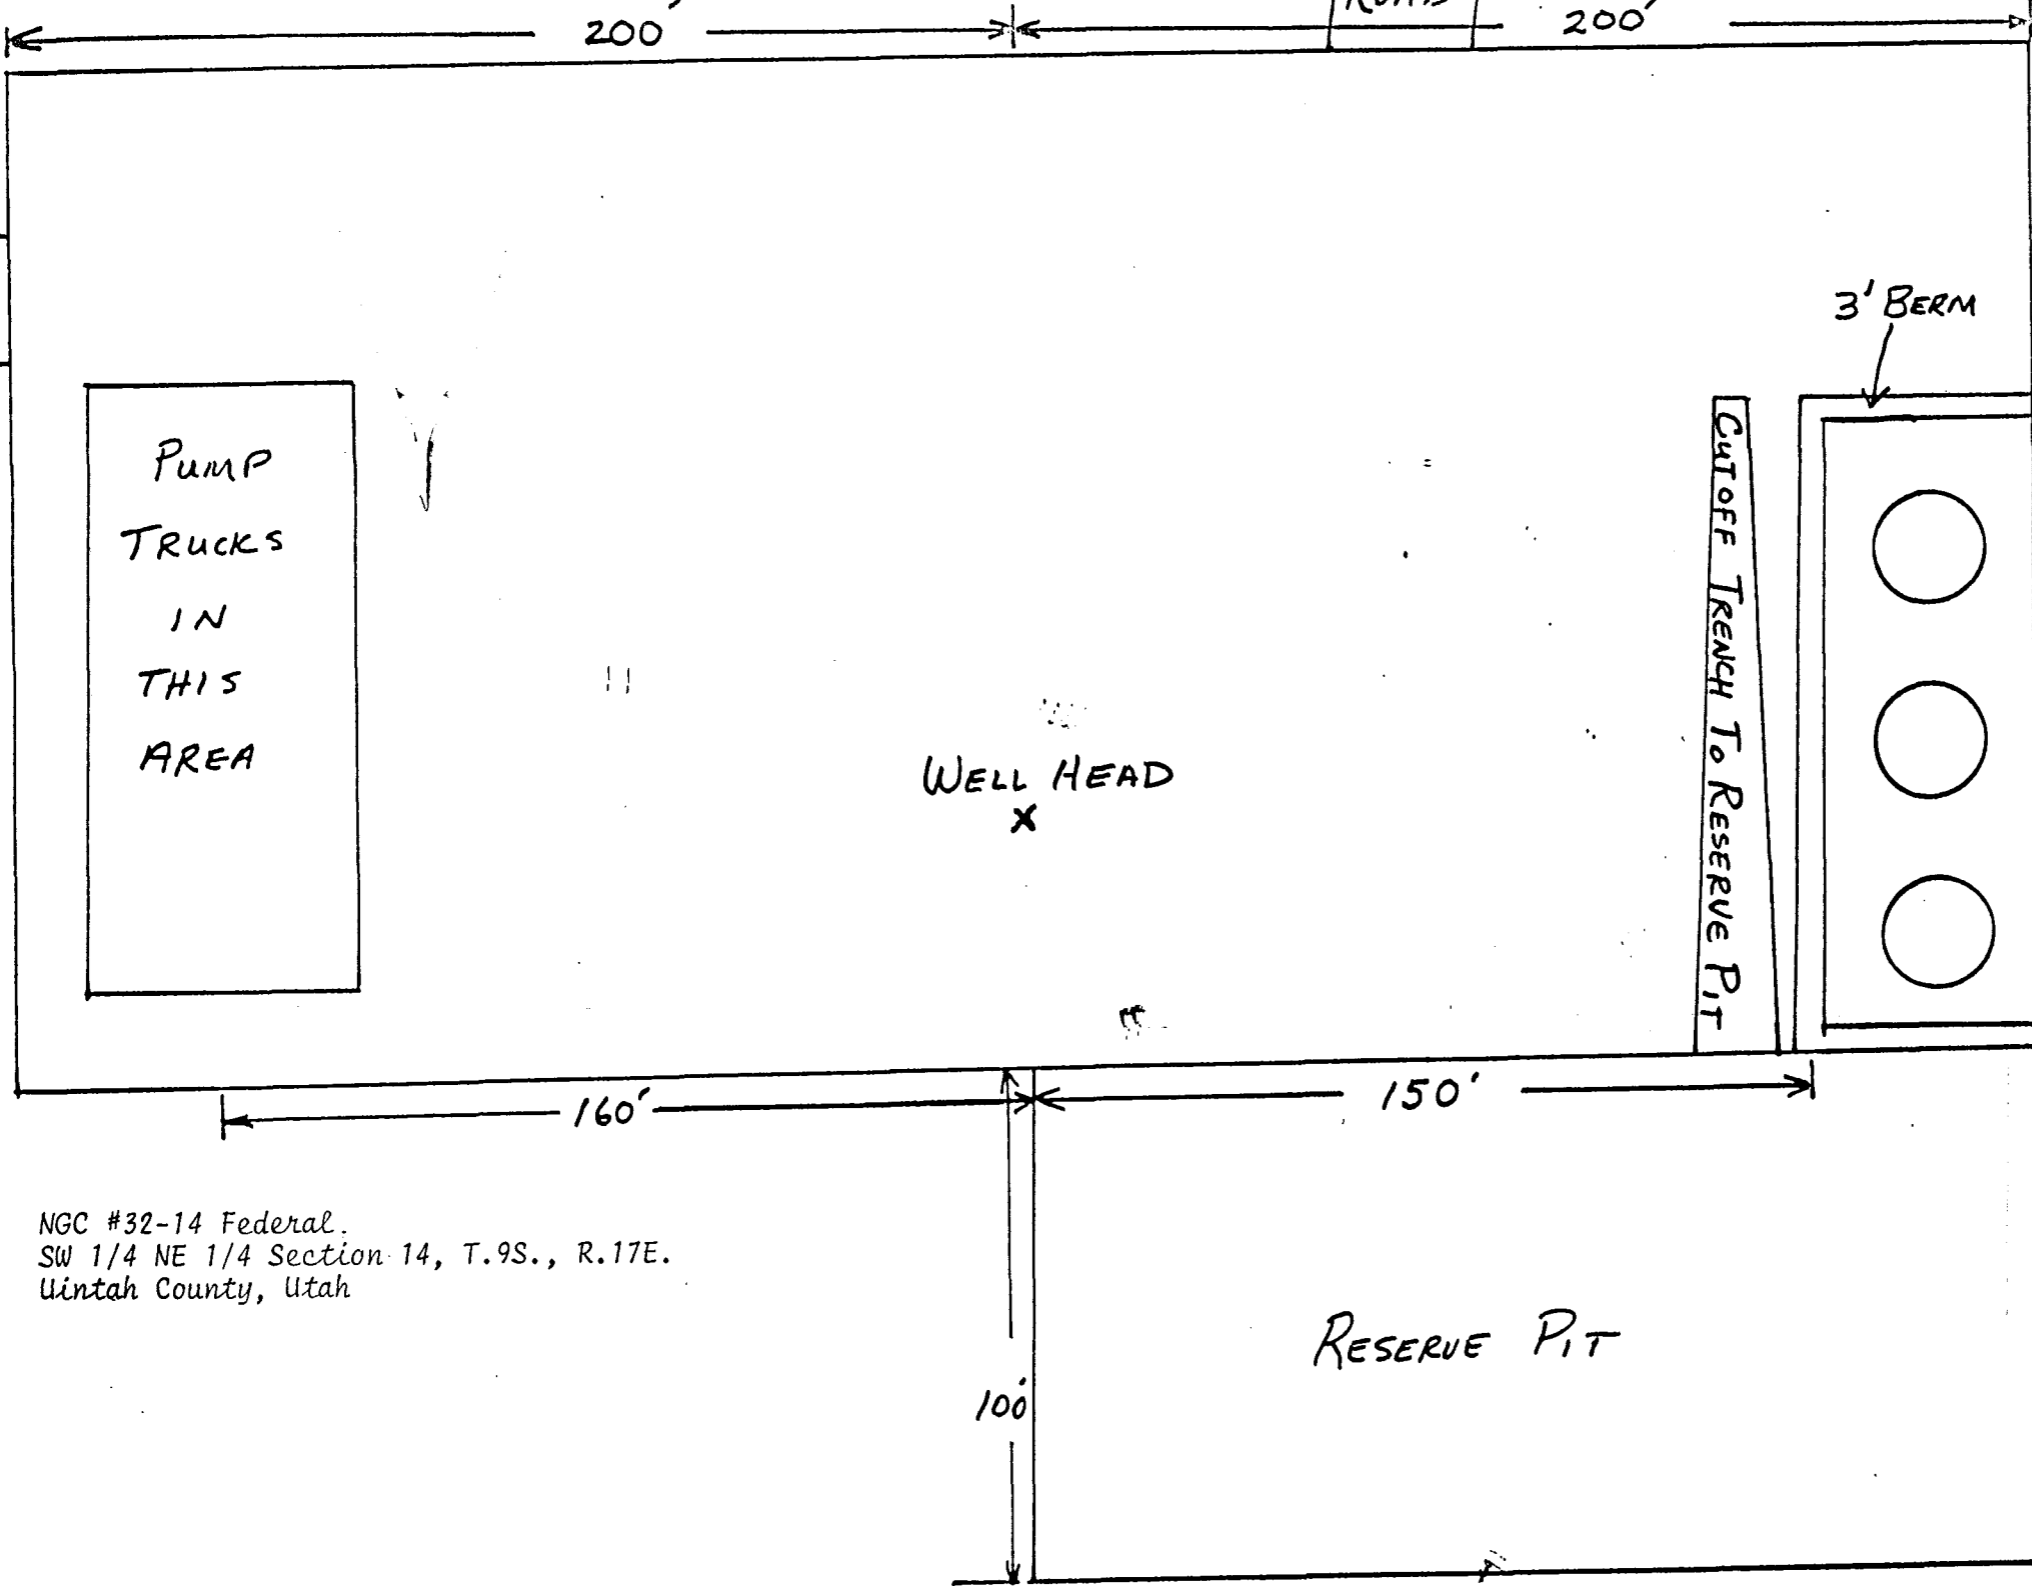 200
200'
3' BERM
PUMP
TRUCKS
IN
THIS
AREA
CUTOFF TRENCH TO RESERVE PIT
WELL HEAD
X
160'
150'
NGC #32-14 Federal.
SW 1/4 NE 1/4 Section 14, T.9S., R.17E.
Uintah County, Utah
RESERVE PIT
100'